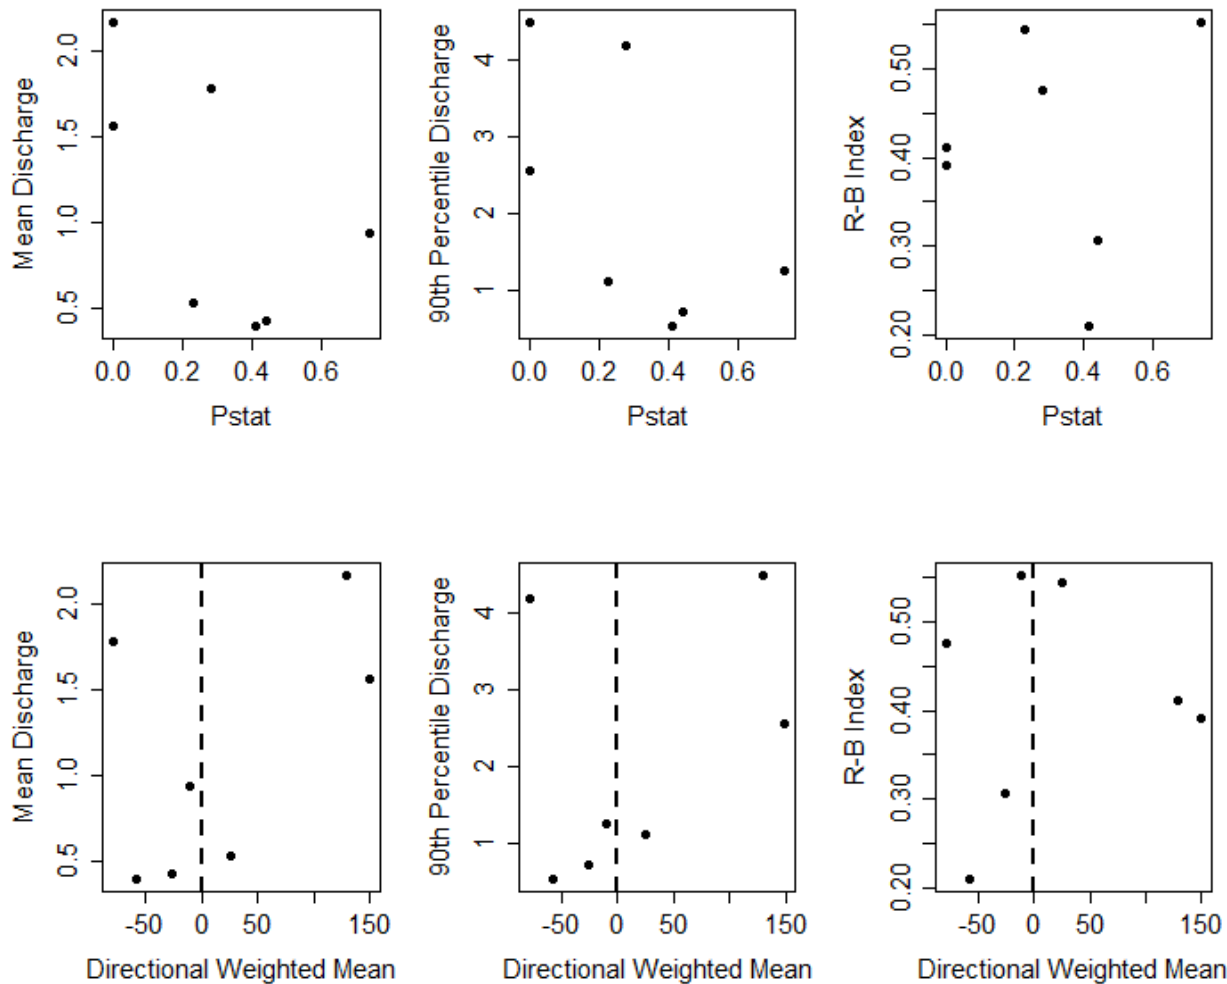 Mean Discharge
0.5 1.0 1.5 2.0
0.0 0.2 0.4 0.6
Pstat
90th Percentile Discharge
1 2 3 4
0.0 0.2 0.4 0.6
Pstat
R-B Index
0.20 0.30 0.40 0.50
0.0 0.2 0.4 0.6
Pstat
Mean Discharge
0.5 1.0 1.5 2.0
-50 0 50 150
Directional Weighted Mean
90th Percentile Discharge
1 2 3 4
-50 0 50 150
Directional Weighted Mean
R-B Index
0.20 0.30 0.40 0.50
-50 0 50 150
Directional Weighted Mean